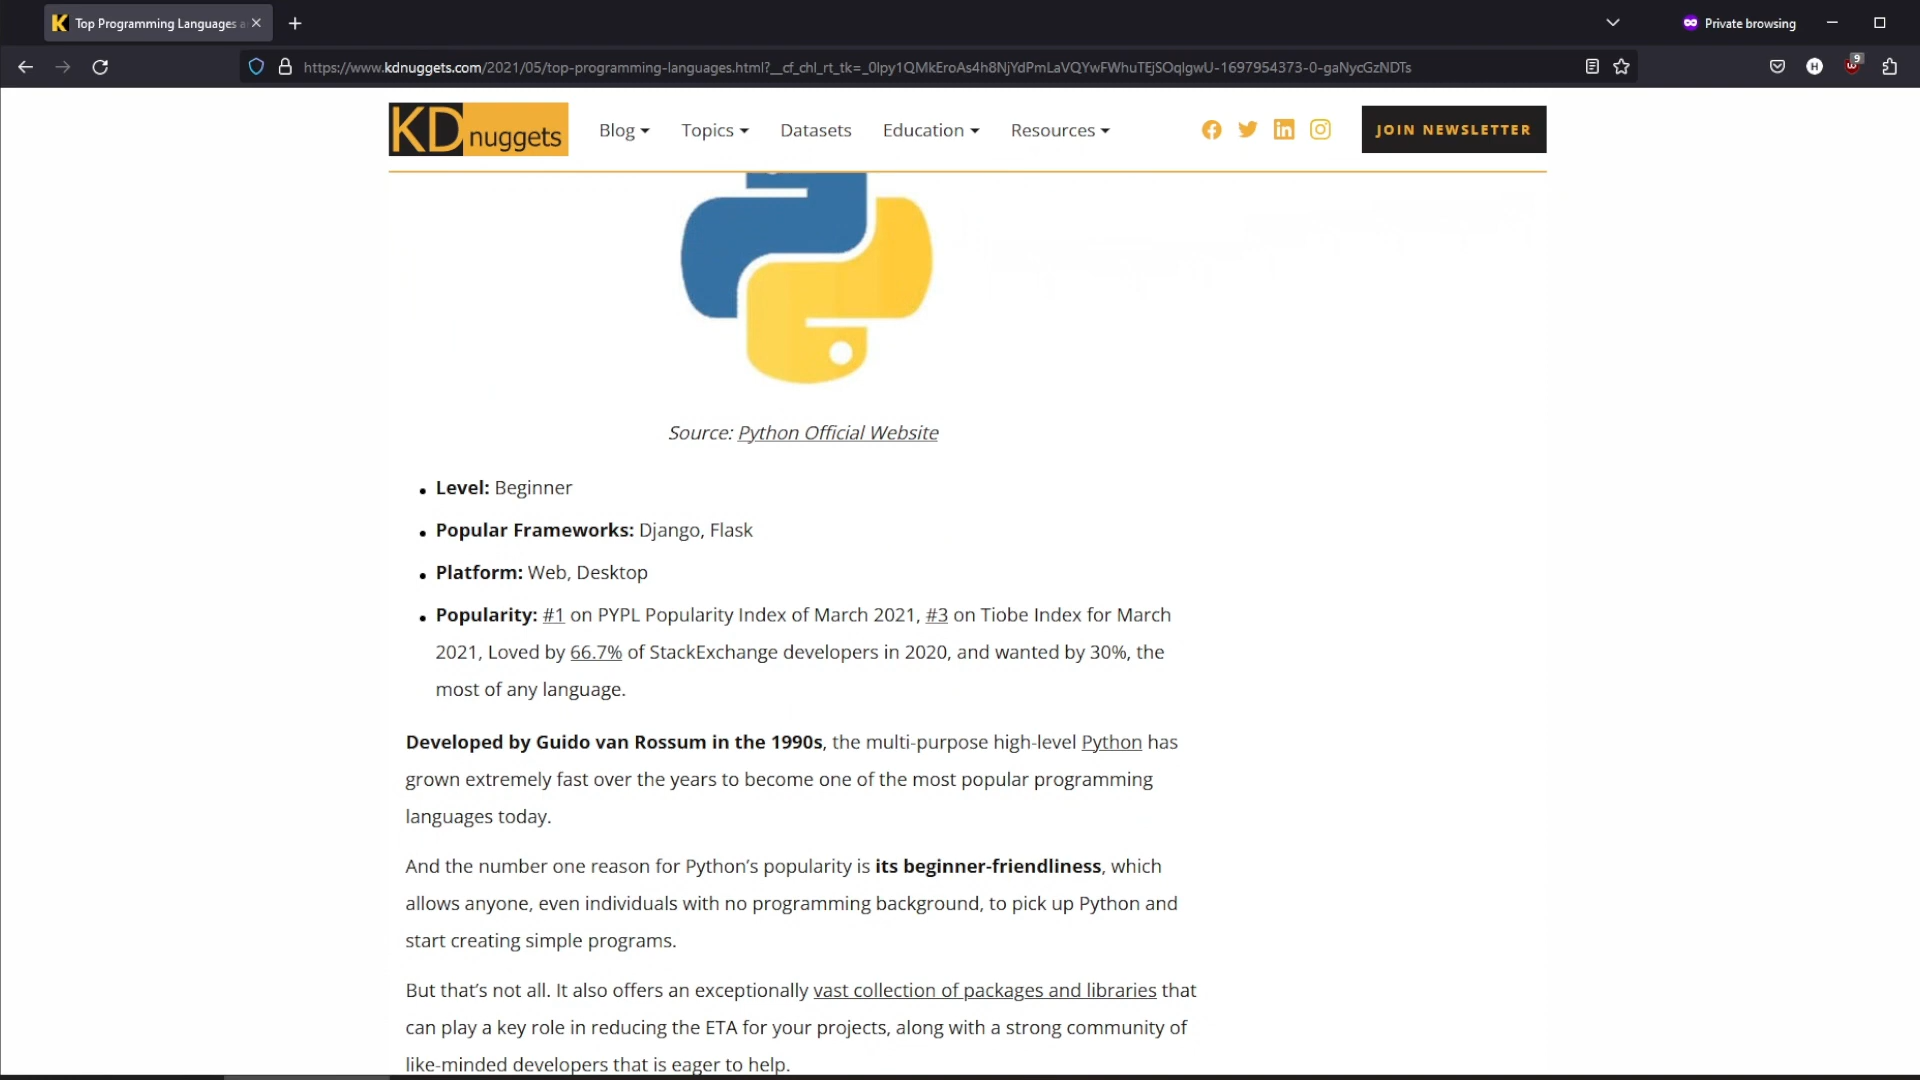 Top Programming Languages a
Private browsing
https://www.kdnuggets.com/2021/05/top-programming-languages.html?__cf_chl_rt_tk=_0lpy1QMkEroAs4h8NjYdPmLaVQYwFWhuTEjSOqlgwU-1697954373-0-gaNycGzNDTs
H
9
KD nuggets
Blog Topics Datasets Education Resources
JOIN NEWSLETTER
Source: Python Official Website
• Level: Beginner
• Popular Frameworks: Django, Flask
• Platform: Web, Desktop
• Popularity: #1 on PYPL Popularity Index of March 2021, #3 on Tiobe Index for March
2021, Loved by 66.7% of StackExchange developers in 2020, and wanted by 30%, the
most of any language.
Developed by Guido van Rossum in the 1990s, the multi-purpose high-level Python has
grown extremely fast over the years to become one of the most popular programming
languages today.
And the number one reason for Python’s popularity is its beginner-friendliness, which
allows anyone, even individuals with no programming background, to pick up Python and
start creating simple programs.
But that’s not all. It also offers an exceptionally vast collection of packages and libraries that
can play a key role in reducing the ETA for your projects, along with a strong community of
like-minded developers that is eager to help.